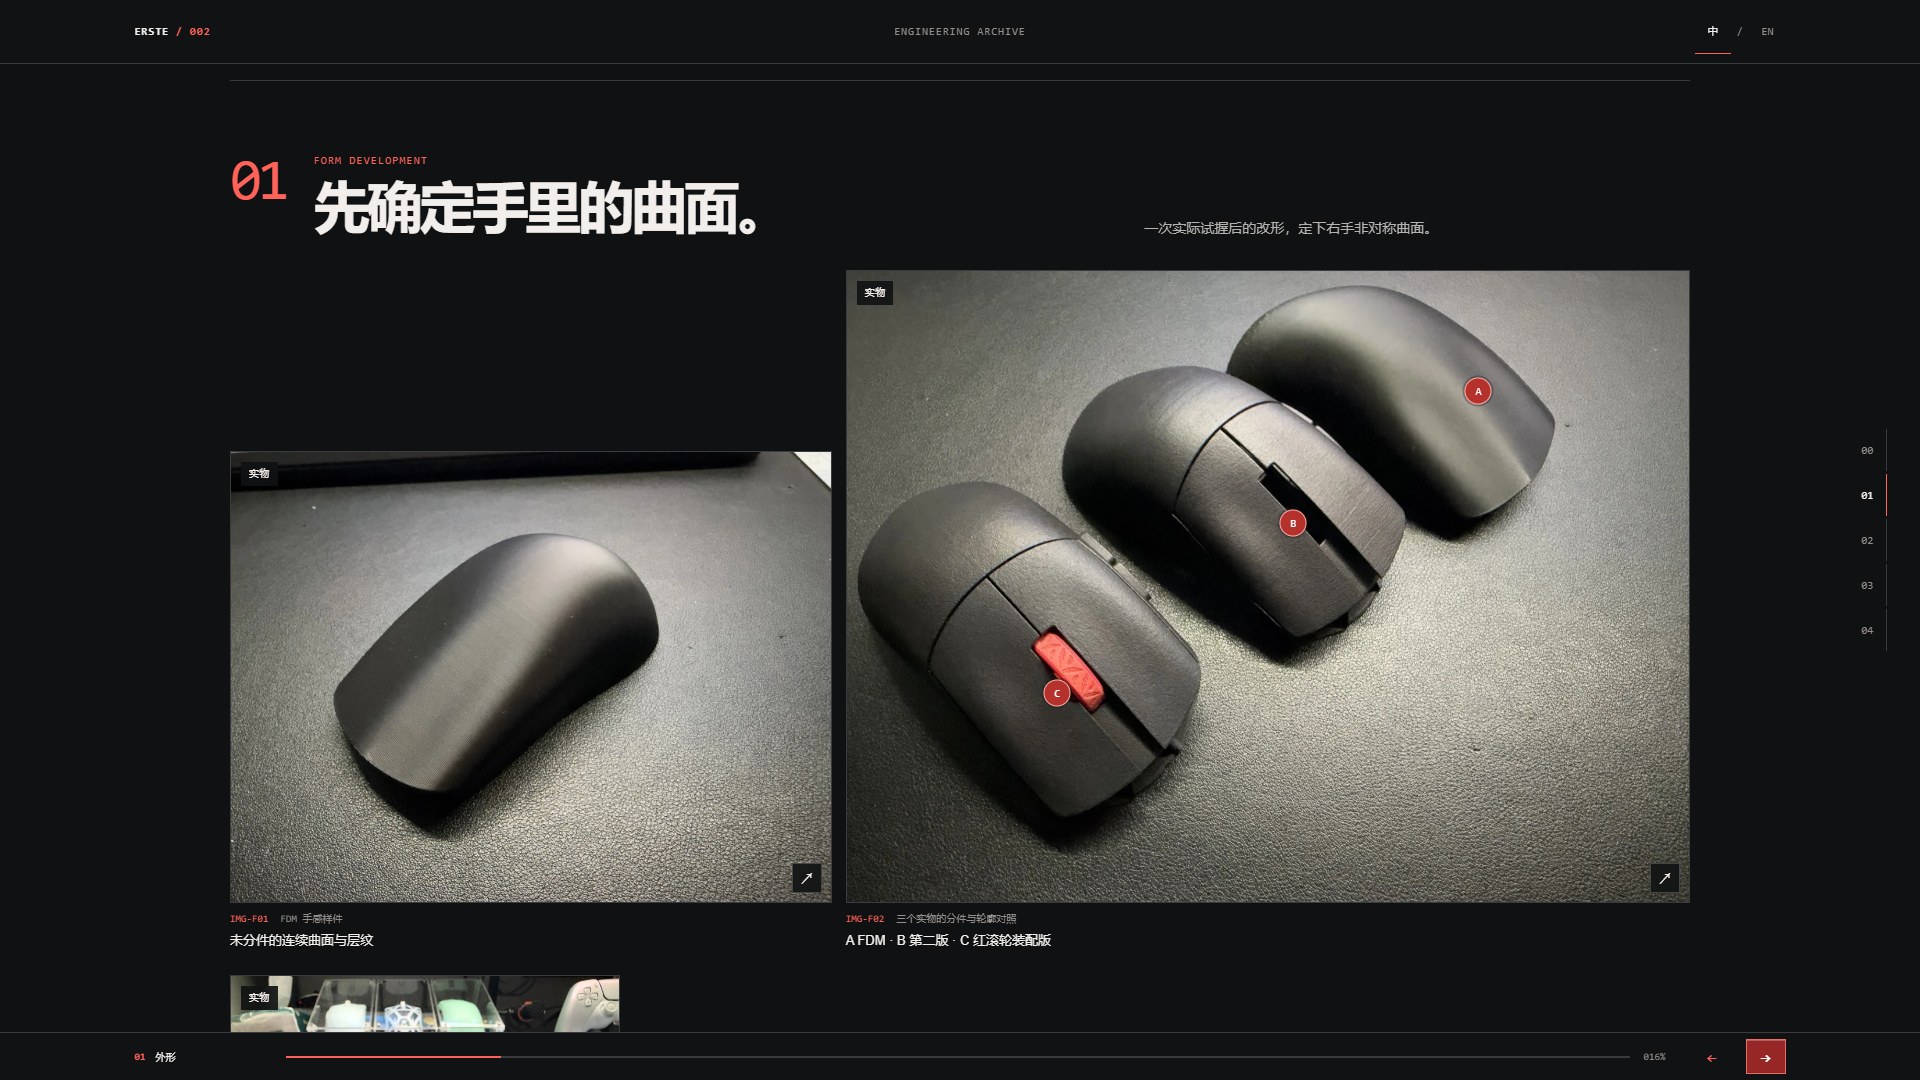 ERSTE / 002
ENGINEERING ARCHIVE
中 / EN
01
FORM DEVELOPMENT
先确定手里的曲面。
一次实际试握后的改形，定下右手非对称曲面。
实物
A
B
C
实物
00
01
02
03
04
IMG-F01 FDM 手感样件
未分件的连续曲面与层纹
IMG-F02 三个实物的分件与轮廓对照
A FDM · B 第二版 · C 红滚轮装配版
实物
01 外形
016%